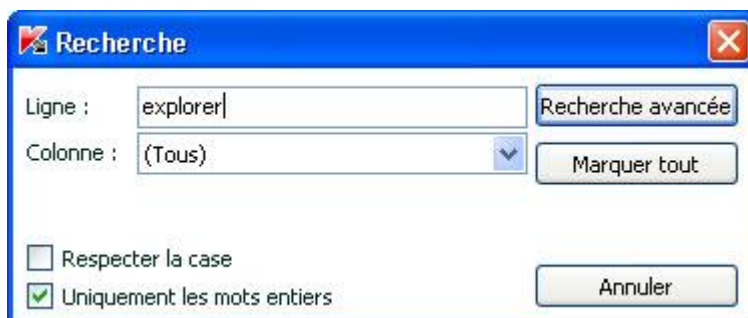 Recherche
Ligne : explorer Recherche avancée
Colonne : (Tous) Marquer tout
Respecter la case
Uniquement les mots entiers Annuler